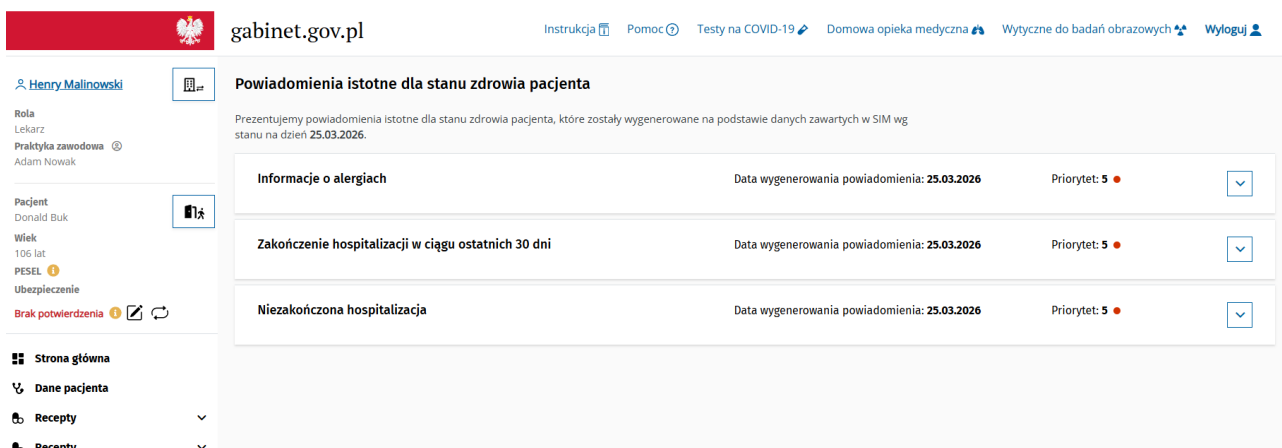 gabinet.gov.pl
Instrukcja
Pomoc
Testy na COVID-19
Domowa opieka medyczna
Wytyczne do badań obrazowych
Wyloguj
Henry Malinowski
Rola
Lekarz
Praktyka zawodowa
Adam Nowak
Pacjent
Donald Buk
Wiek
106 lat
PESEL
Ubezpieczenie
Brak potwierdzenia
Strona główna
Dane pacjenta
Recepty
Recepty
Powiadomienia istotne dla stanu zdrowia pacjenta
Prezentujemy powiadomienia istotne dla stanu zdrowia pacjenta, które zostały wygenerowane na podstawie danych zawartych w SIM wg
stanu na dzień 25.03.2026.
Informacje o alergiach Data wygenerowania powiadomienia: 25.03.2026 Priorytet: 5
Zakończenie hospitalizacji w ciągu ostatnich 30 dni Data wygenerowania powiadomienia: 25.03.2026 Priorytet: 5
Niezakończona hospitalizacja Data wygenerowania powiadomienia: 25.03.2026 Priorytet: 5